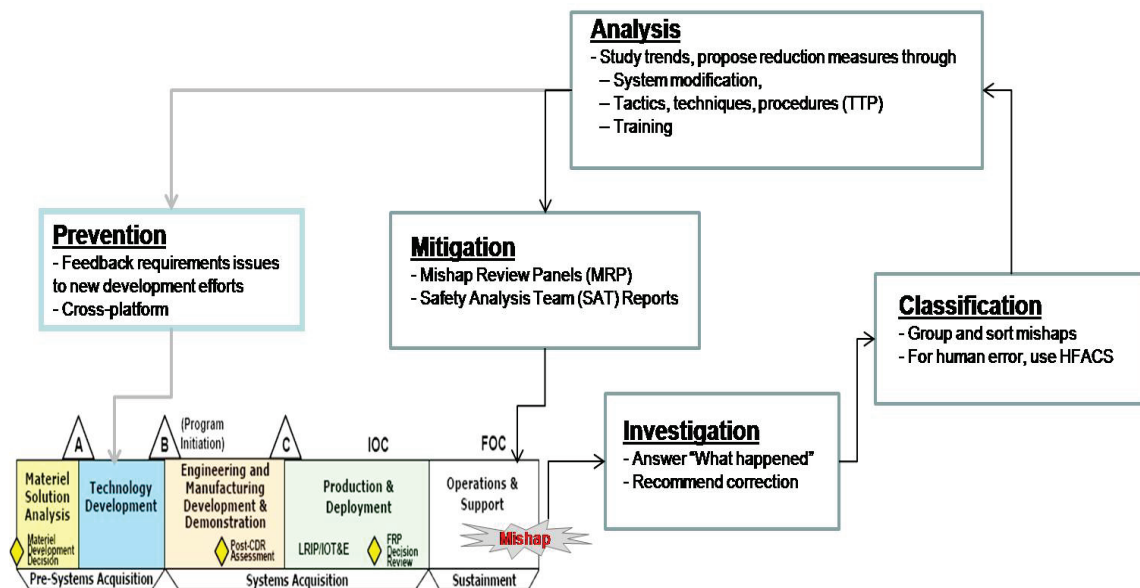 Analysis
- Study trends, propose reduction measures through
– System modification,
– Tactics, techniques, procedures (TTP)
– Training
Prevention
- Feedback requirements issues
to new development efforts
- Cross-platform
Mitigation
- Mishap Review Panels (MRP)
- Safety Analysis Team (SAT) Reports
Classification
- Group and sort mishaps
- For human error, use HFACS
Investigation
- Answer “What happened”
- Recommend correction
A
B
(Program
Initiation)
C
IOC
FOC
Materiel
Solution
Analysis
Materiel
Development
Decision
Technology
Development
Engineering and
Manufacturing
Development &
Demonstration
Post-CDR
Assessment
Production &
Deployment
LRIP/IOT&E
FRP
Decision
Review
Operations &
Support
Mishap
Pre-Systems Acquisition
Systems Acquisition
Sustainment